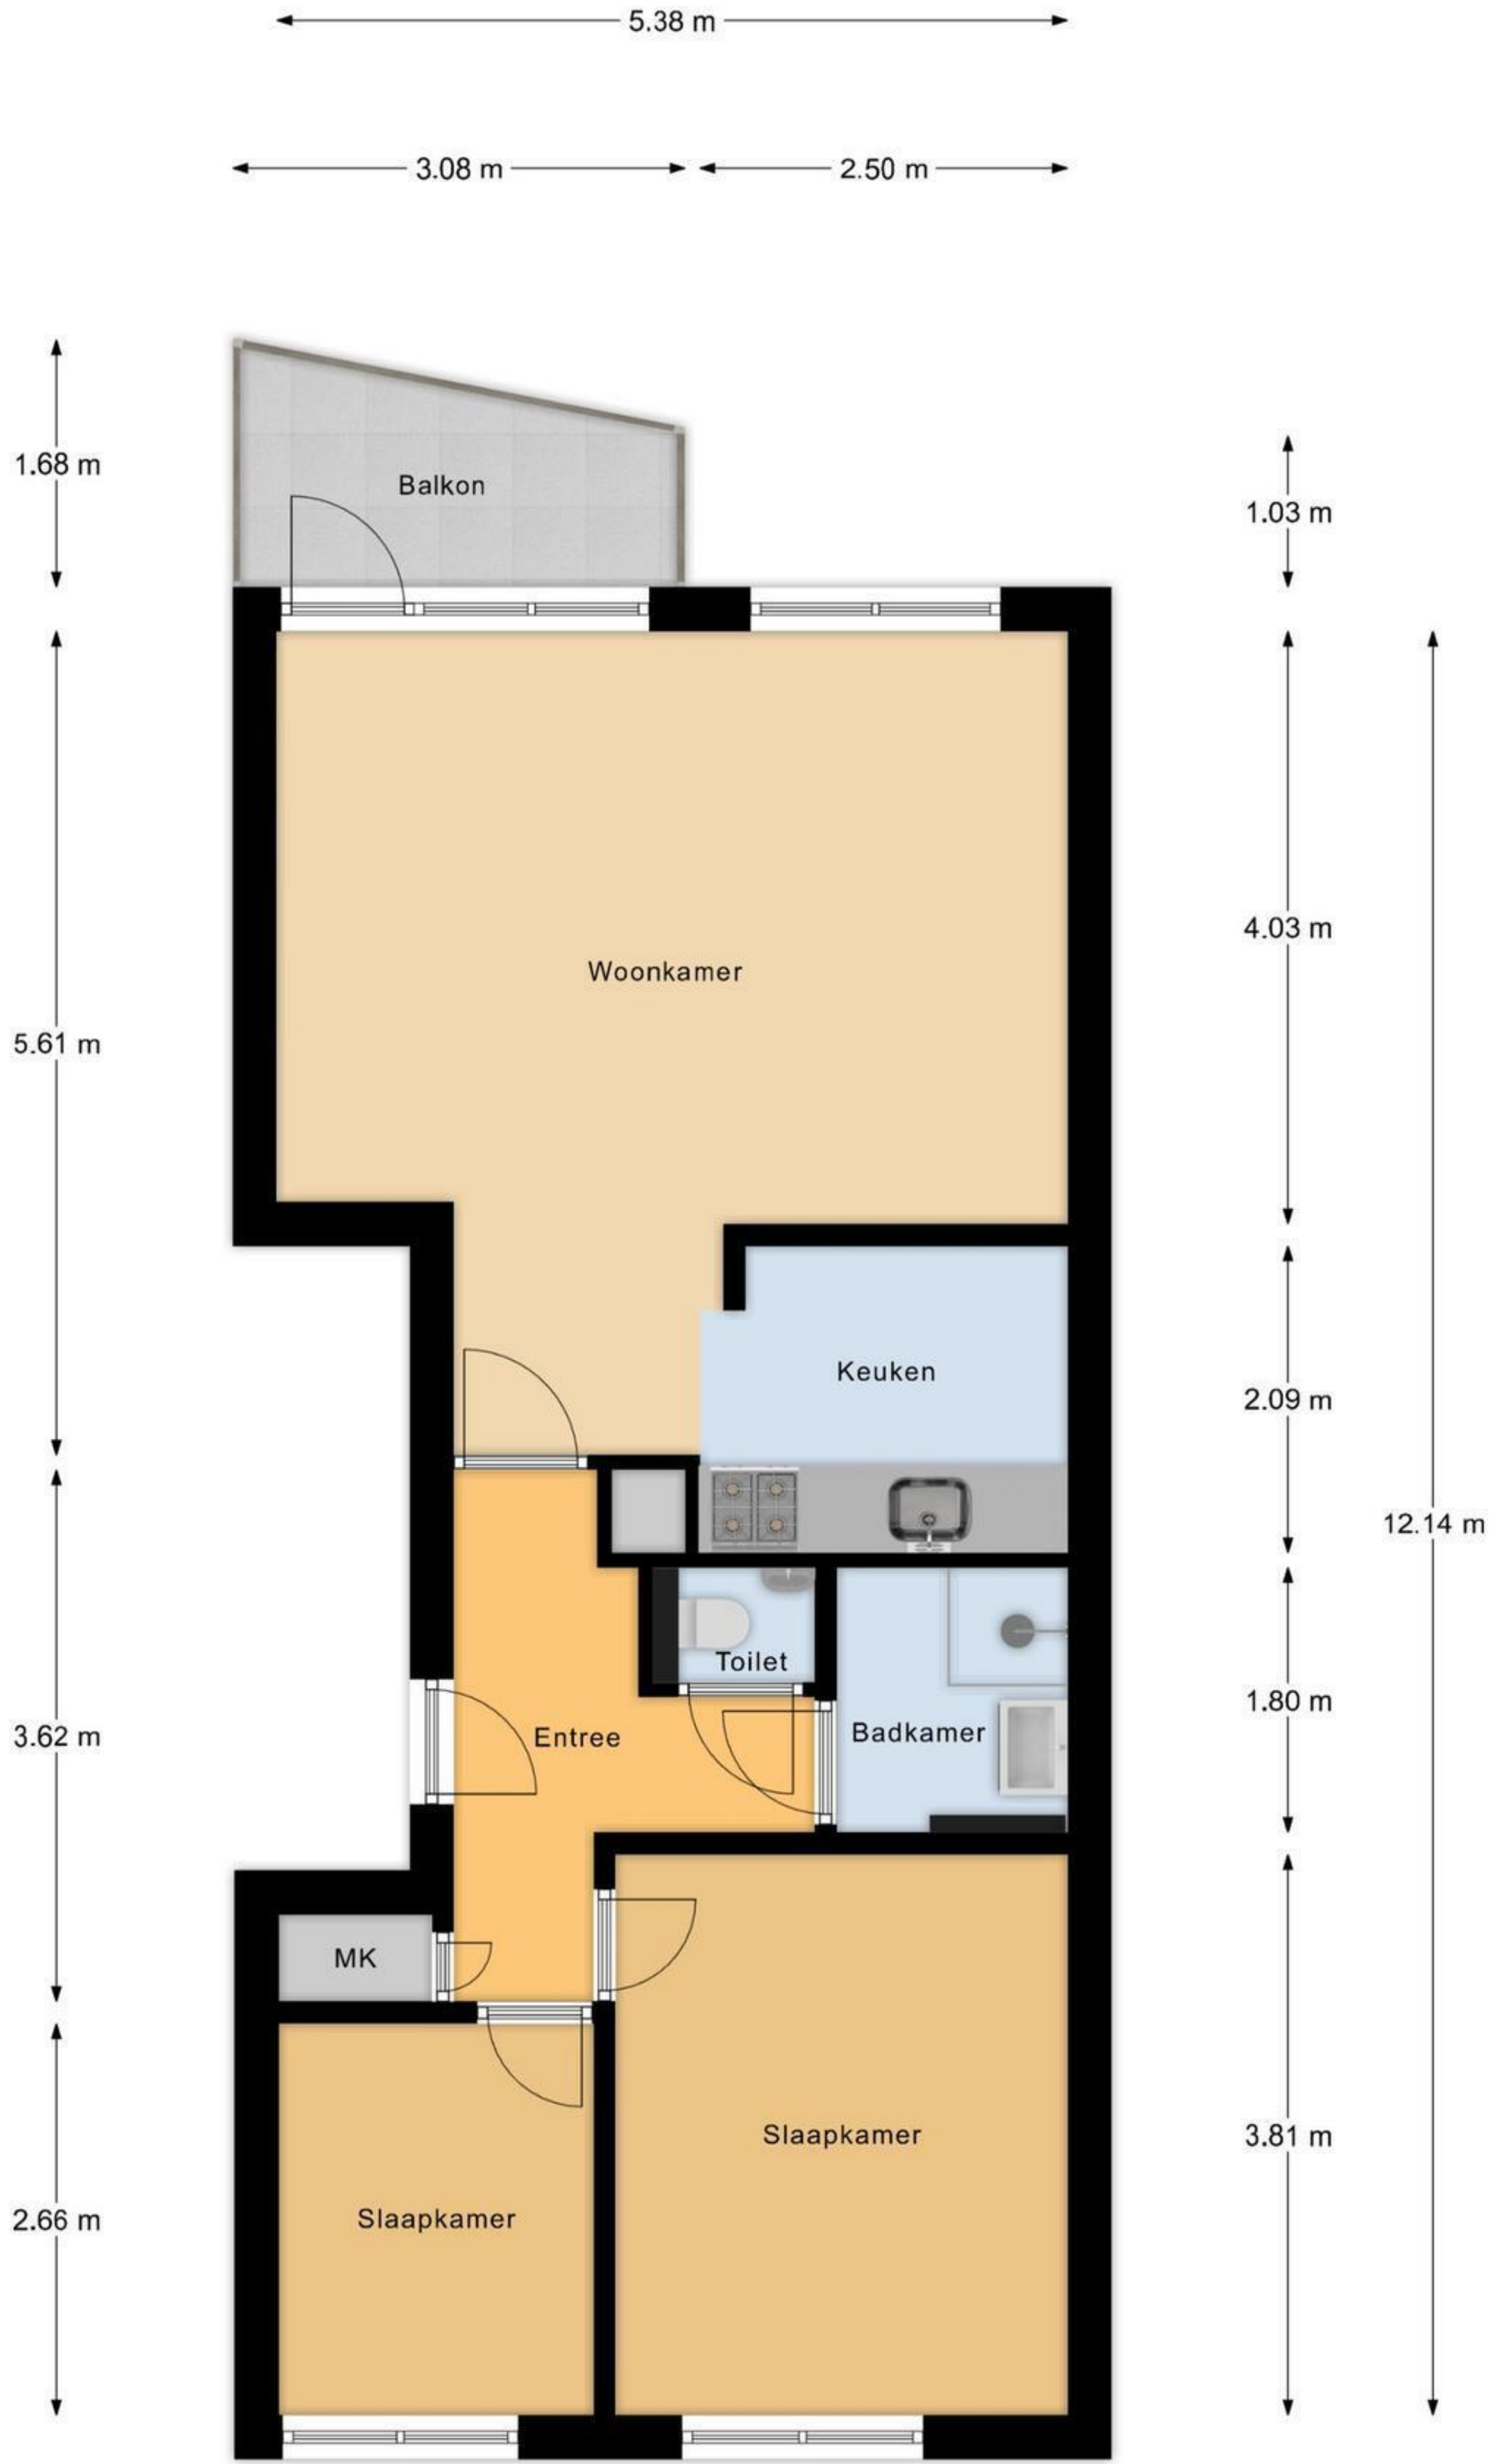 5.38 m
3.08 m
2.50 m
1.68 m
Balkon
1.03 m
4.03 m
Woonkamer
5.61 m
Keuken
2.09 m
12.14 m
Toilet
1.80 m
Badkamer
3.62 m
Entree
MK
Slaapkamer
3.81 m
2.66 m
Slaapkamer